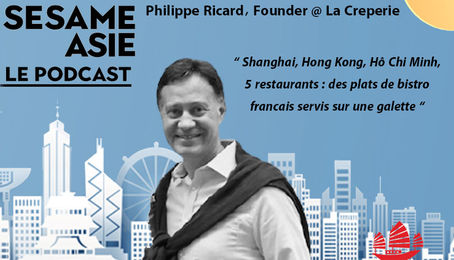 SESAME
ASIE
LE PODCAST
Philippe Ricard, Founder @ La Creperie
“ Shanghai, Hong Kong, Hô Chi Minh,
5 restaurants : des plats de bistro
francais servis sur une galette “